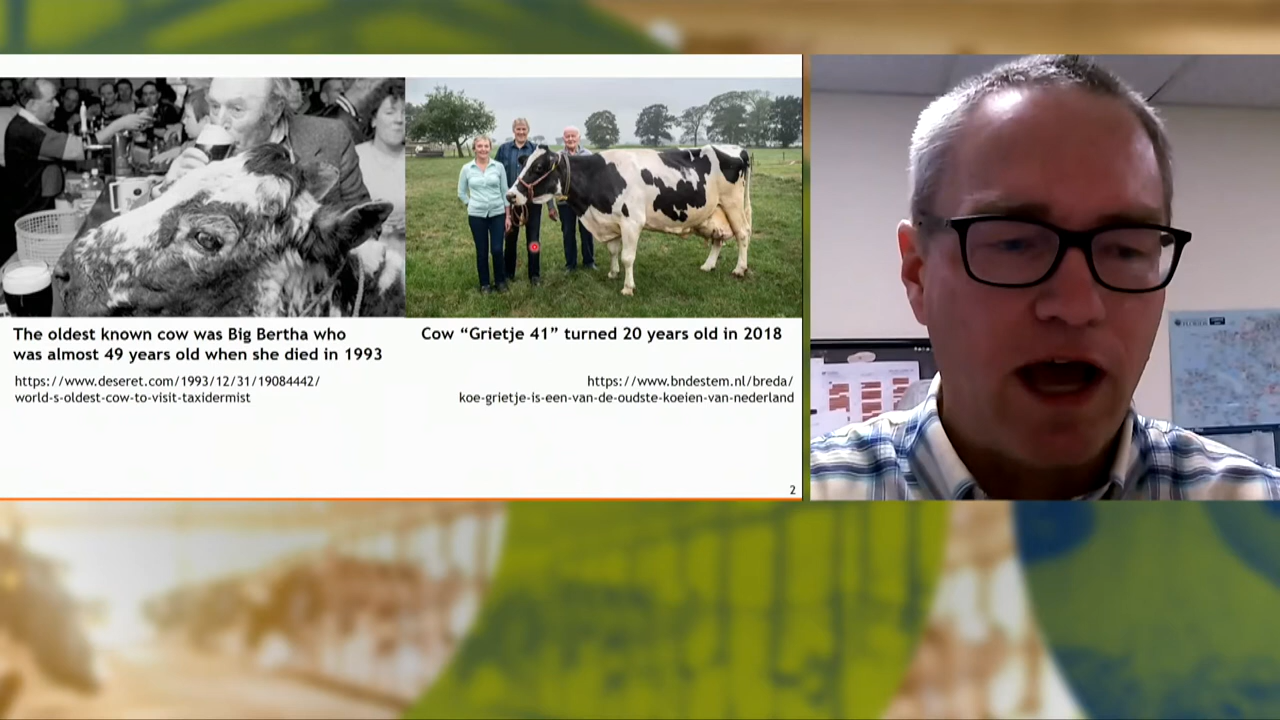 The oldest known cow was Big Bertha who
was almost 49 years old when she died in 1993
https://www.deseret.com/1993/12/31/19084442/
world-s-oldest-cow-to-visit-taxidermist
Cow “Grietje 41” turned 20 years old in 2018
https://www.bndestem.nl/breda/
koe-grietje-is-een-van-de-oudste-koeien-van-nederland
2